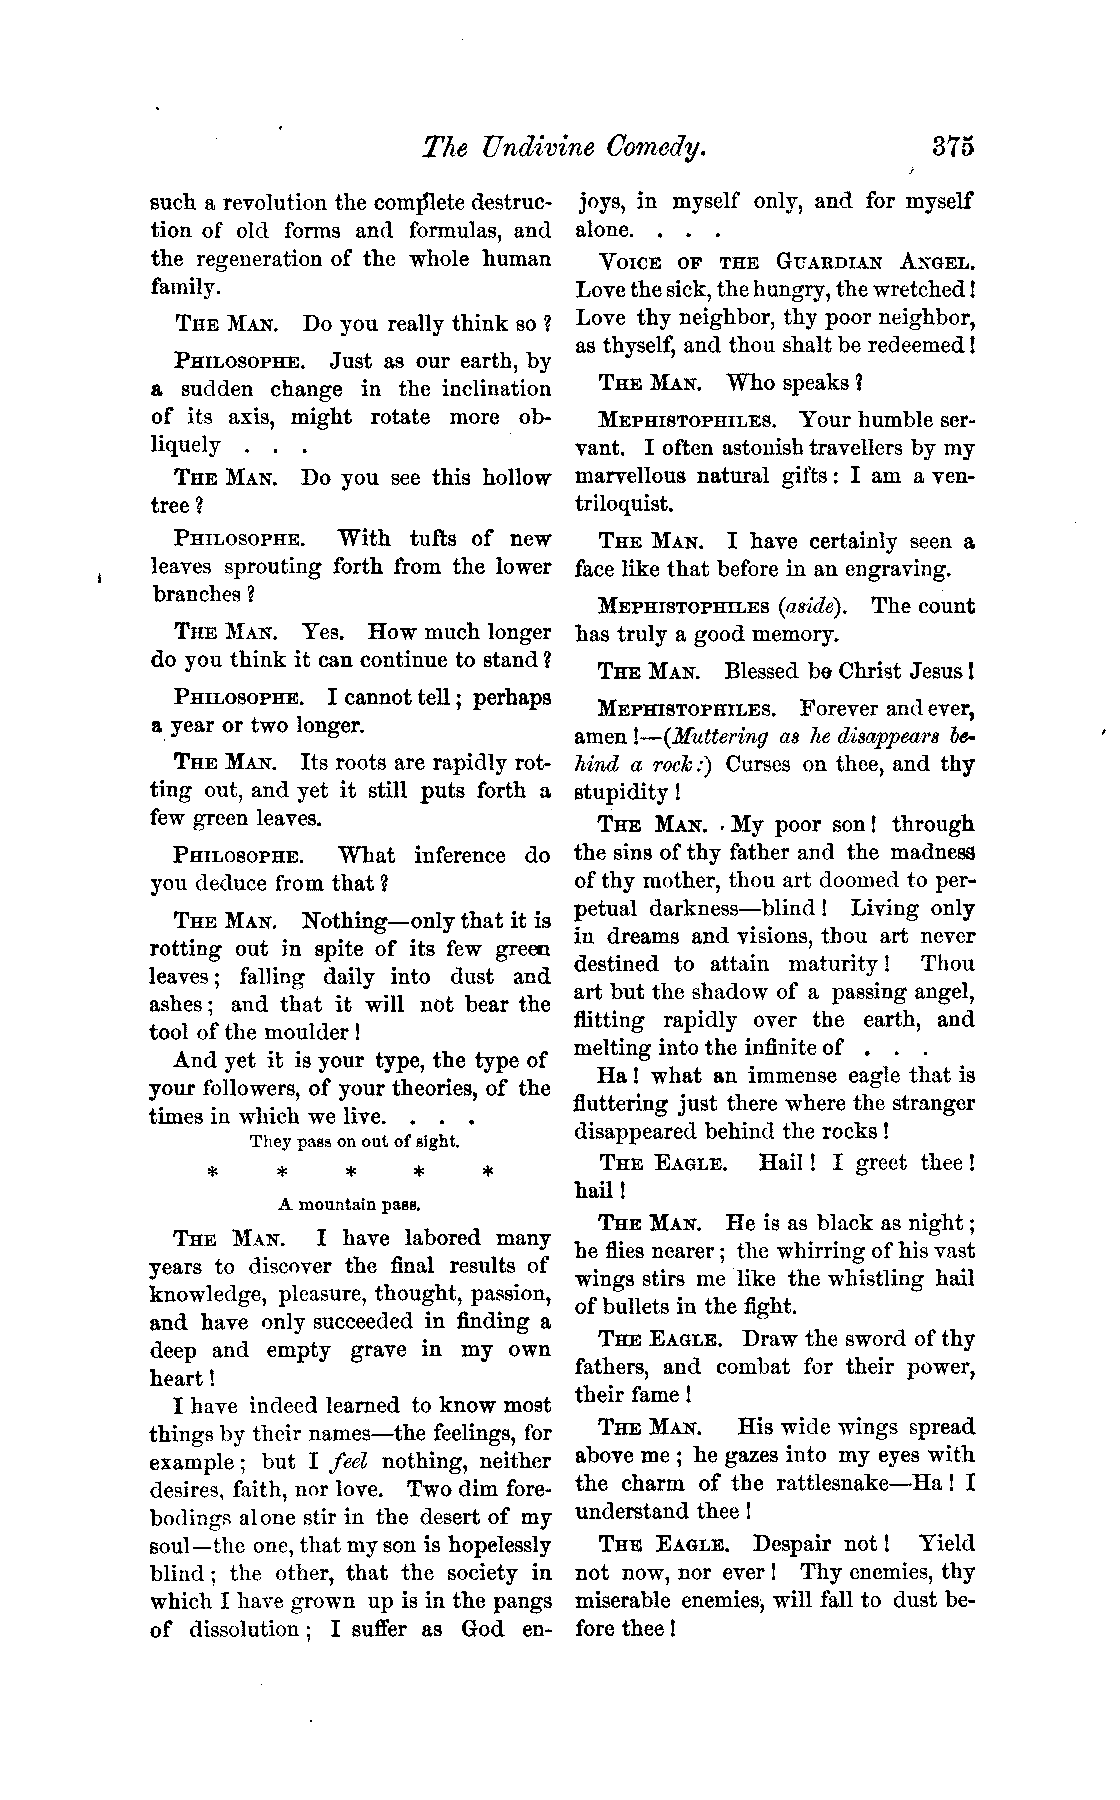 The Undivine Comedy. 375
such a revolution the complete destruc-
tion of old forms and formulas, and
the regeneration of the whole human
family.
THE MAN. Do you really think so?
PHILOSOPHE. Just as our earth, by
a sudden change in the inclination
of its axis, might rotate more ob-
liquely . . .
THE MAN. Do you see this hollow
tree?
PHILOSOPHE. With tufts of new
leaves sprouting forth from the lower
branches?
THE MAN. Yes. How much longer
do you think it can continue to stand?
PHILOSOPHE. I cannot tell; perhaps
a year or two longer.
THE MAN. Its roots are rapidly rot-
ting out, and yet it still puts forth a
few green leaves.
PHILOSOPHE. What inference do
you deduce from that?
THE MAN. Nothing—only that it is
rotting out in spite of its few green
leaves; falling daily into dust and
ashes; and that it will not bear the
tool of the moulder!
And yet it is your type, the type of
your followers, of your theories, of the
times in which we live. . . .
They pass on out of sight.
* * * * *
A mountain pass.
THE MAN. I have labored many
years to discover the final results of
knowledge, pleasure, thought, passion,
and have only succeeded in finding a
deep and empty grave in my own
heart!
I have indeed learned to know most
things by their names—the feelings, for
example; but I feel nothing, neither
desires, faith, nor love. Two dim fore-
bodings alone stir in the desert of my
soul—the one, that my son is hopelessly
blind; the other, that the society in
which I have grown up is in the pangs
of dissolution; I suffer as God en-
joys, in myself only, and for myself
alone. . . .
VOICE OF THE GUARDIAN ANGEL.
Love the sick, the hungry, the wretched!
Love thy neighbor, thy poor neighbor,
as thyself, and thou shalt be redeemed!
THE MAN. Who speaks?
MEPHISTOPHILES. Your humble ser-
vant. I often astonish travellers by my
marvellous natural gifts: I am a ven-
triloquist.
THE MAN. I have certainly seen a
face like that before in an engraving.
MEPHISTOPHILES (aside). The count
has truly a good memory.
THE MAN. Blessed be Christ Jesus!
MEPHISTOPHILES. Forever and ever,
amen!—(Muttering as he disappears be-
hind a rock:) Curses on thee, and thy
stupidity!
THE MAN. My poor son! through
the sins of thy father and the madness
of thy mother, thou art doomed to per-
petual darkness—blind! Living only
in dreams and visions, thou art never
destined to attain maturity! Thou
art but the shadow of a passing angel,
flitting rapidly over the earth, and
melting into the infinite of . . .
Ha! what an immense eagle that is
fluttering just there where the stranger
disappeared behind the rocks!
THE EAGLE. Hail! I greet thee!
hail!
THE MAN. He is as black as night;
he flies nearer; the whirring of his vast
wings stirs me like the whistling hail
of bullets in the fight.
THE EAGLE. Draw the sword of thy
fathers, and combat for their power,
their fame!
THE MAN. His wide wings spread
above me; he gazes into my eyes with
the charm of the rattlesnake—Ha! I
understand thee!
THE EAGLE. Despair not! Yield
not now, nor ever! Thy enemies, thy
miserable enemies, will fall to dust be-
fore thee!